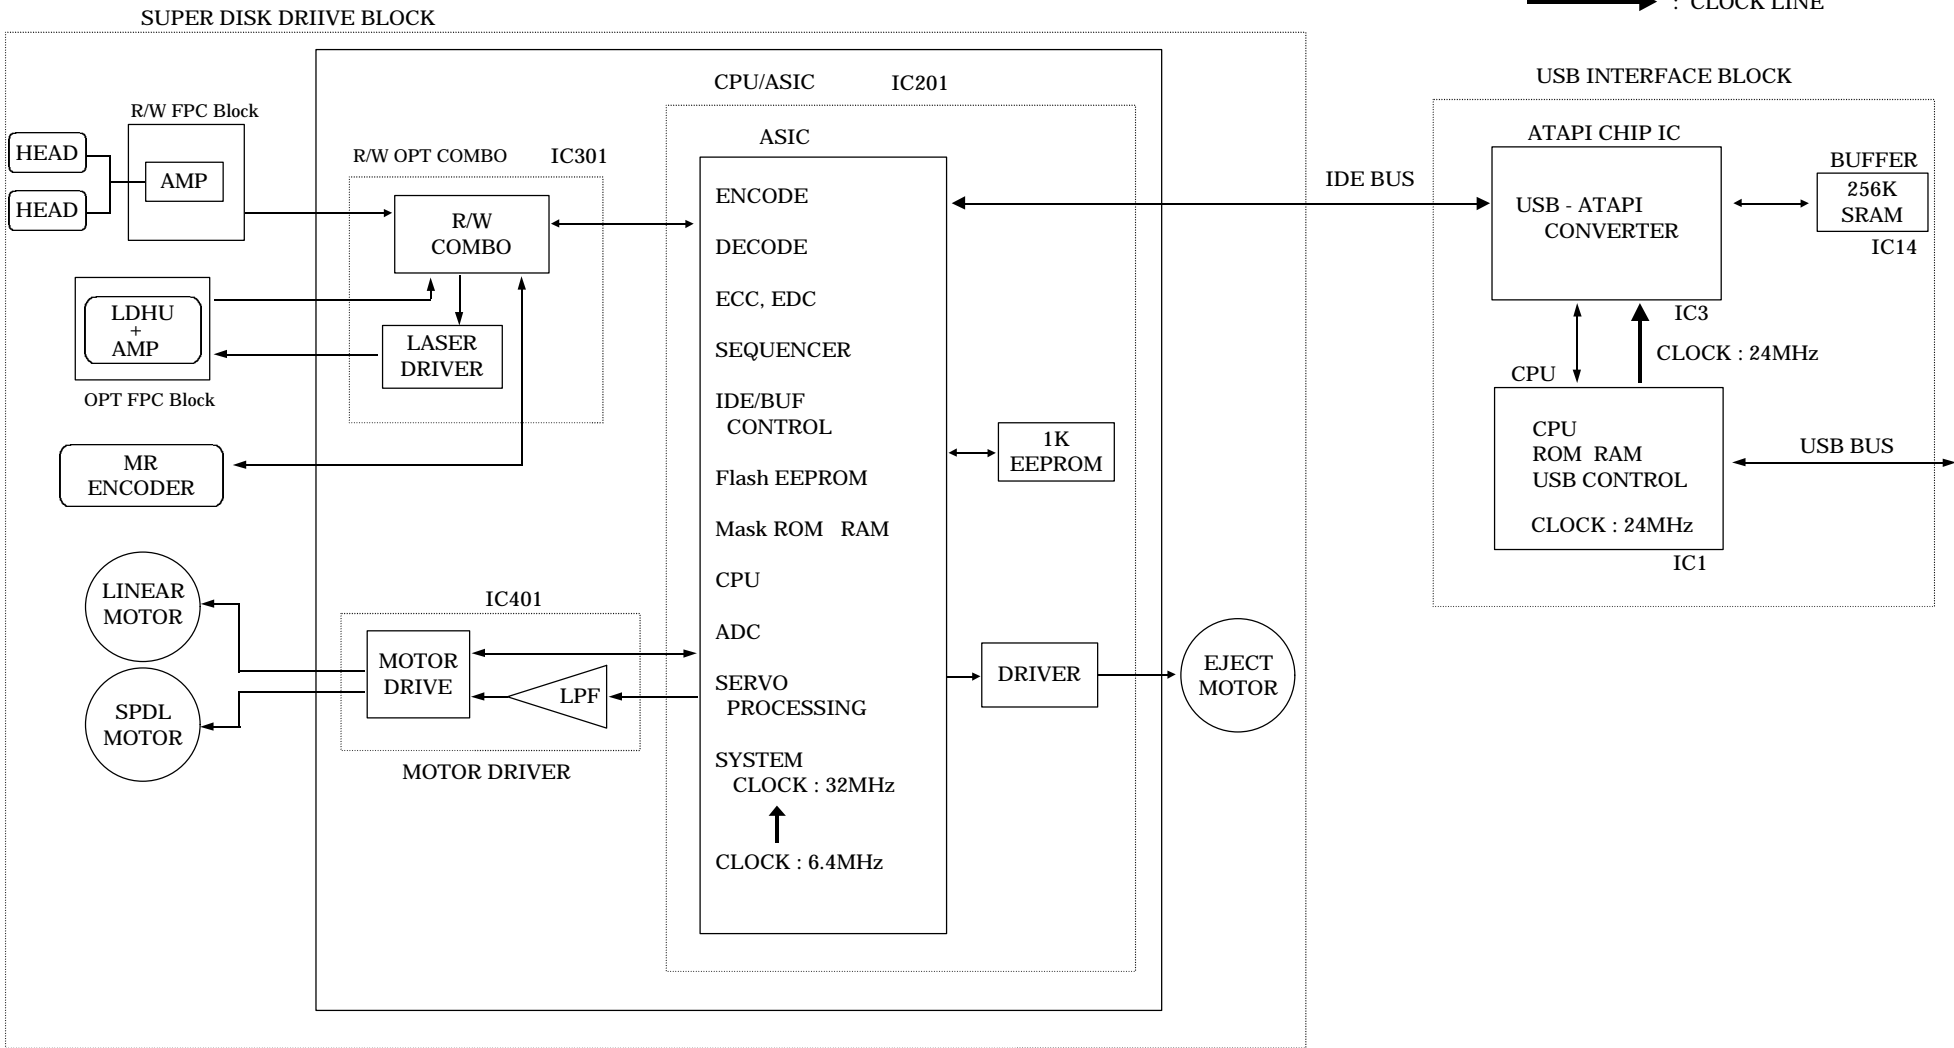 : CLOCK LINE
SUPER DISK DRIIVE BLOCK
USB INTERFACE BLOCK
CPU/ASIC IC201
R/W FPC Block
HEAD
HEAD
AMP
R/W OPT COMBO IC301
R/W
COMBO
LASER
DRIVER
LDHU
+
AMP
OPT FPC Block
MR
ENCODER
LINEAR
MOTOR
SPDL
MOTOR
IC401
MOTOR
DRIVE
LPF
MOTOR DRIVER
ASIC
ENCODE
DECODE
ECC, EDC
SEQUENCER
IDE/BUF
CONTROL
Flash EEPROM
Mask ROM RAM
CPU
ADC
SERVO
PROCESSING
SYSTEM
CLOCK : 32MHz
CLOCK : 6.4MHz
1K
EEPROM
DRIVER
EJECT
MOTOR
IDE BUS
ATAPI CHIP IC
USB - ATAPI
CONVERTER
IC3
BUFFER
256K
SRAM
IC14
CLOCK : 24MHz
CPU
CPU
ROM RAM
USB CONTROL
CLOCK : 24MHz
IC1
USB BUS